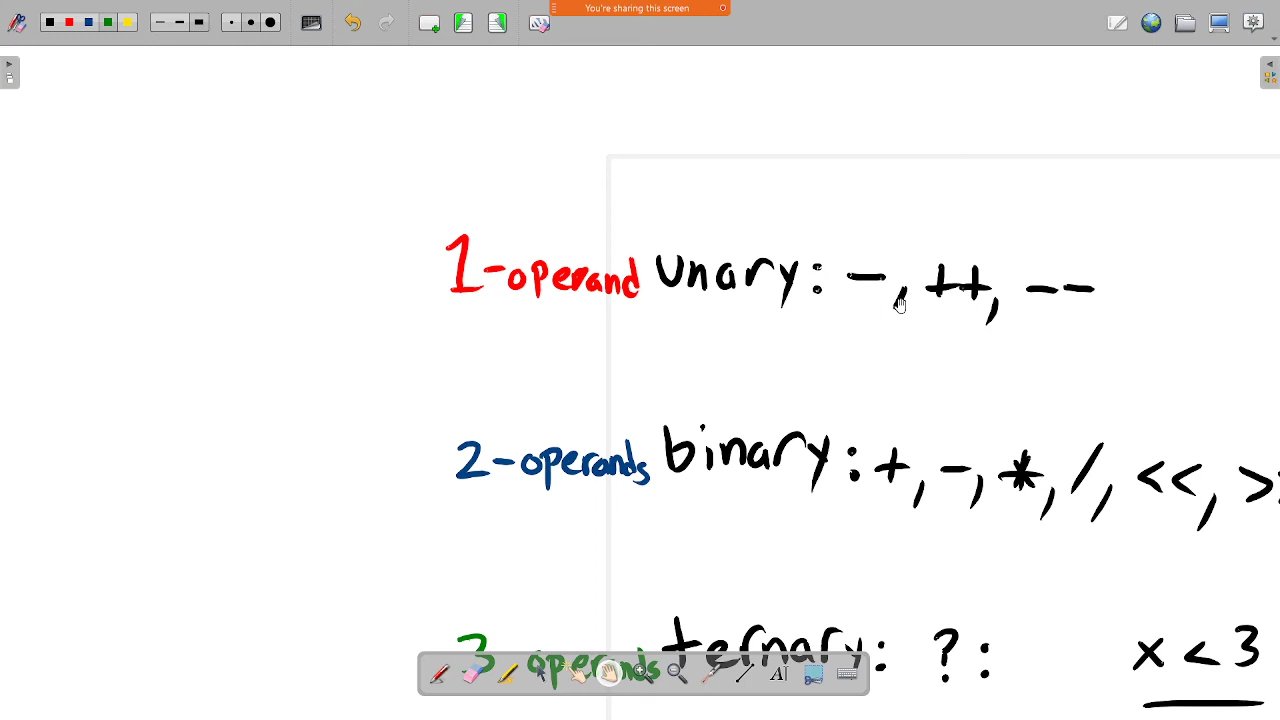 You're sharing this screen
1-operand unary: -, ++, --
2-operands binary: +, -, *, /, <<, >
3-operands ternary: ?: x < 3